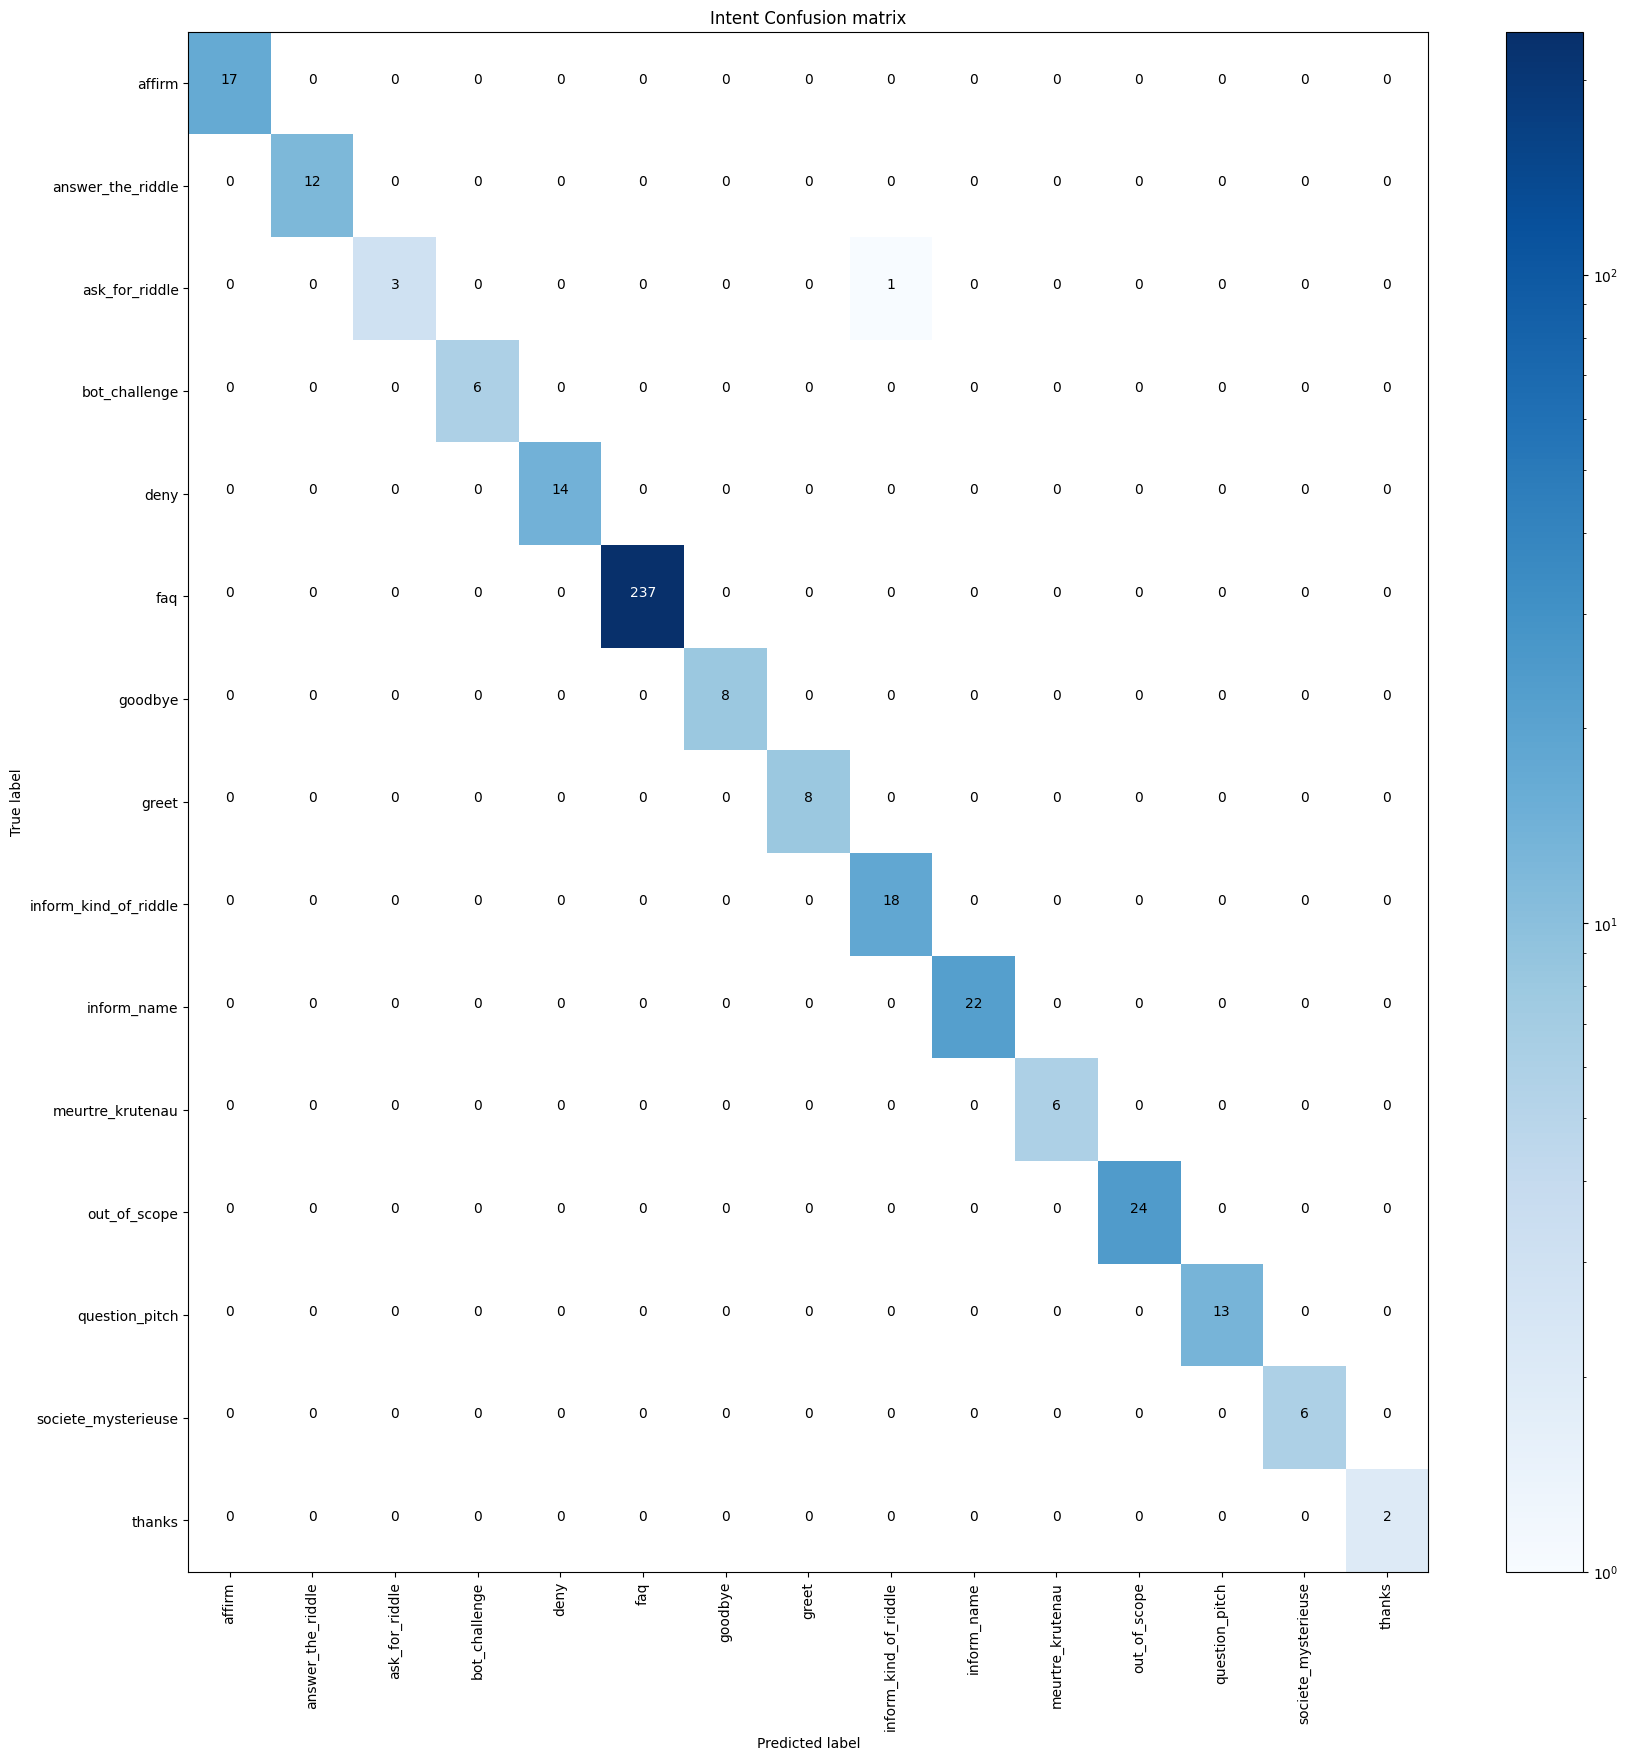 Intent Confusion matrix
affirm 17 0 0 0 0 0 0 0 0 0 0 0 0 0 0
answer_the_riddle 0 12 0 0 0 0 0 0 0 0 0 0 0 0 0
10²
ask_for_riddle 0 0 3 0 0 0 0 0 1 0 0 0 0 0 0
bot_challenge 0 0 0 6 0 0 0 0 0 0 0 0 0 0 0
deny 0 0 0 0 14 0 0 0 0 0 0 0 0 0 0
faq 0 0 0 0 0 237 0 0 0 0 0 0 0 0 0
goodbye 0 0 0 0 0 0 8 0 0 0 0 0 0 0 0
True label
greet 0 0 0 0 0 0 0 8 0 0 0 0 0 0 0
inform_kind_of_riddle 0 0 0 0 0 0 0 0 18 0 0 0 0 0 0
10¹
inform_name 0 0 0 0 0 0 0 0 0 22 0 0 0 0 0
meurtre_krutenau 0 0 0 0 0 0 0 0 0 0 6 0 0 0 0
out_of_scope 0 0 0 0 0 0 0 0 0 0 0 24 0 0 0
question_pitch 0 0 0 0 0 0 0 0 0 0 0 0 13 0 0
societe_mysterieuse 0 0 0 0 0 0 0 0 0 0 0 0 0 6 0
thanks 0 0 0 0 0 0 0 0 0 0 0 0 0 0 2
10⁰
affirm
answer_the_riddle
ask_for_riddle
bot_challenge
deny
faq
goodbye
greet
inform_kind_of_riddle
inform_name
meurtre_krutenau
out_of_scope
question_pitch
societe_mysterieuse
thanks
Predicted label